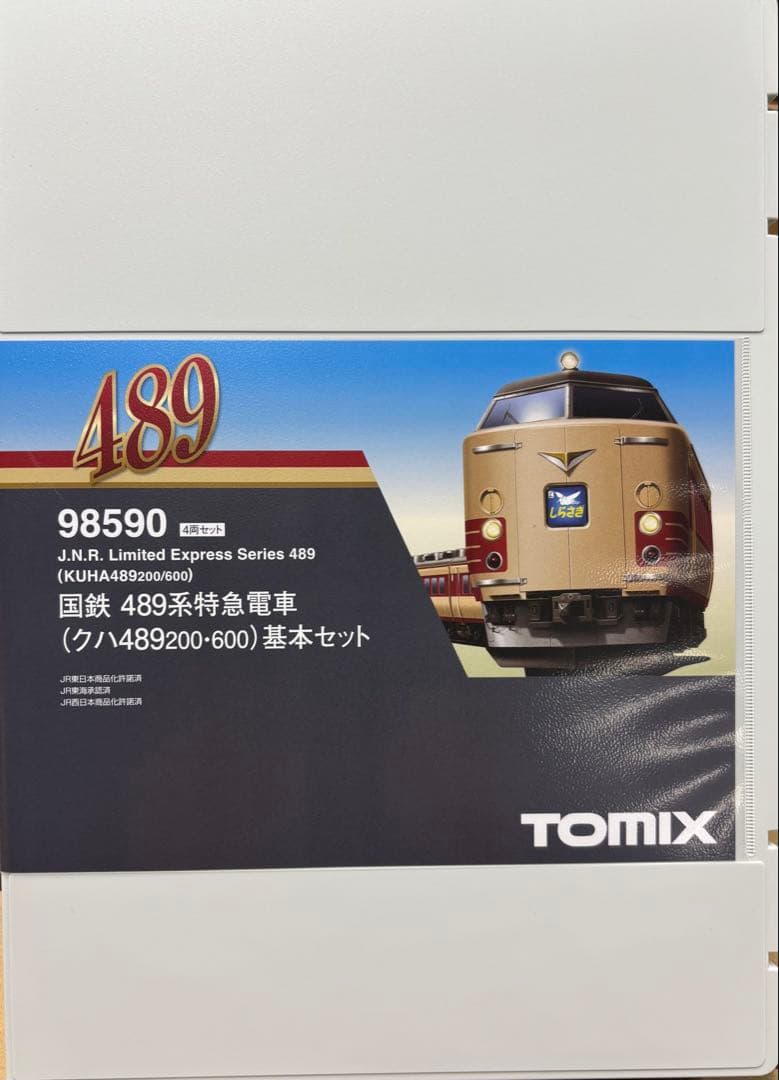 489
98590 4両セット
J.N.R. Limited Express Series 489
(KUHA489200/600)
国鉄 489系特急電車
(クハ489200・600)基本セット
JR東日本商品化許諾済
JR東海承認済
JR西日本商品化許諾済
しらさぎ
TOMIX